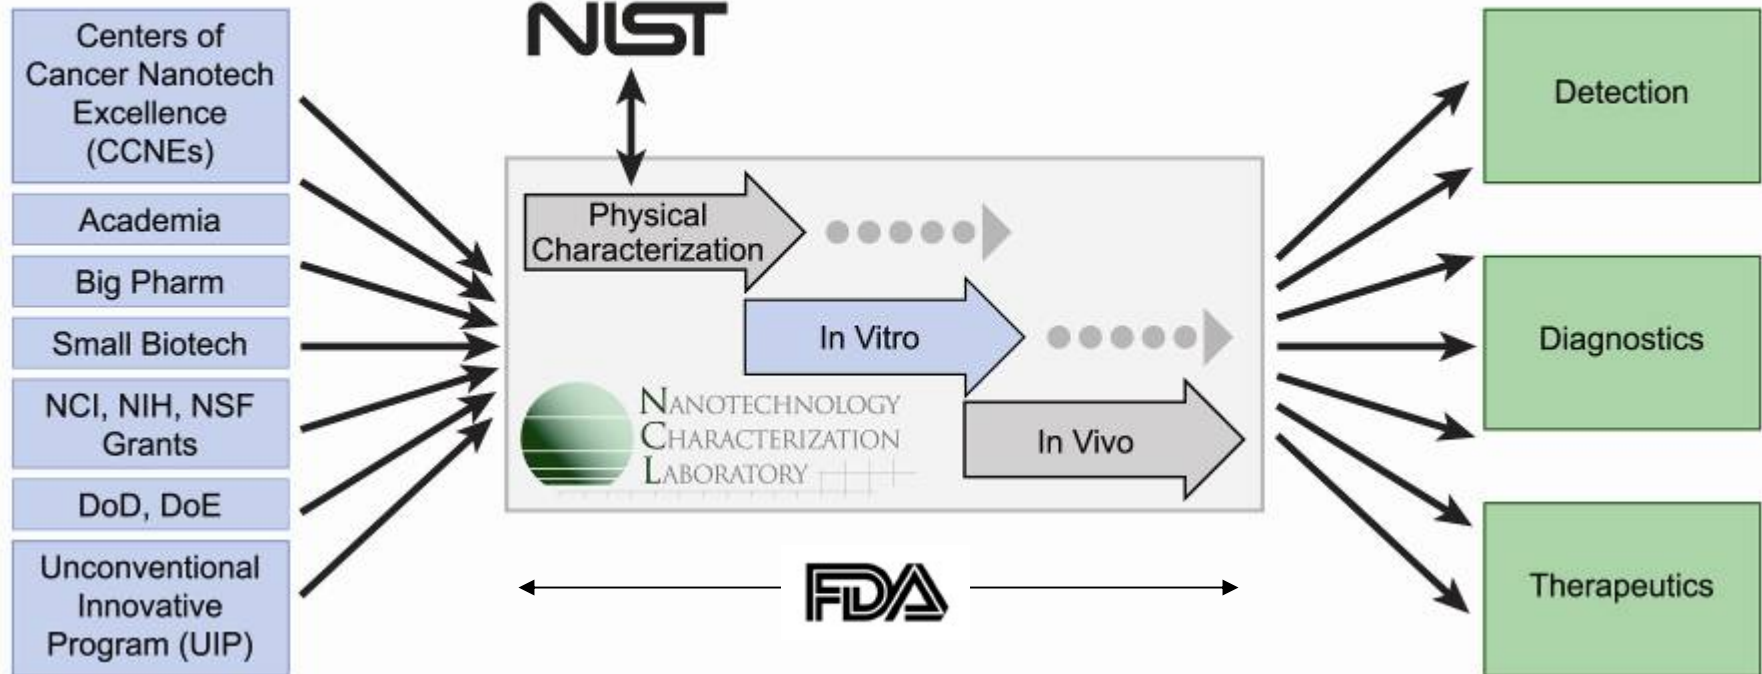 Centers of
Cancer Nanotech
Excellence
(CCNEs)
Academia
Big Pharm
Small Biotech
NCI, NIH, NSF
Grants
DoD, DoE
Unconventional
Innovative
Program (UIP)
NIST
Physical
Characterization
In Vitro
In Vivo
NANOTECHNOLOGY
CHARACTERIZATION
LABORATORY
FDA
Detection
Diagnostics
Therapeutics